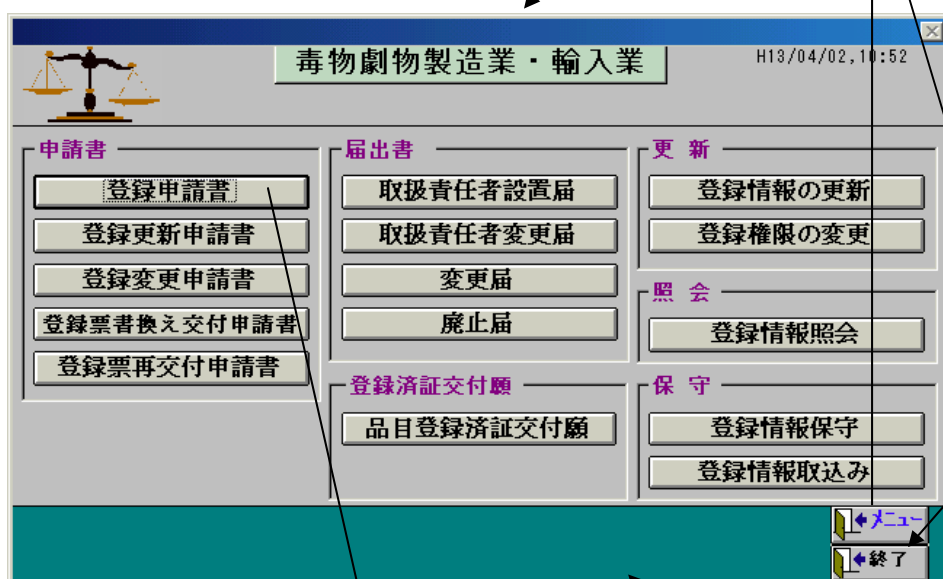 毒物劇物製造業・輸入業
H13/04/02,10:52
申請書
登録申請書
登録更新申請書
登録変更申請書
登録票書換え交付申請書
登録票再交付申請書
届出書
取扱責任者設置届
取扱責任者変更届
変更届
廃止届
登録済証交付願
品目登録済証交付願
更 新
登録情報の更新
登録権限の変更
照 会
登録情報照会
保 守
登録情報保守
登録情報取込み
メニュー
終了